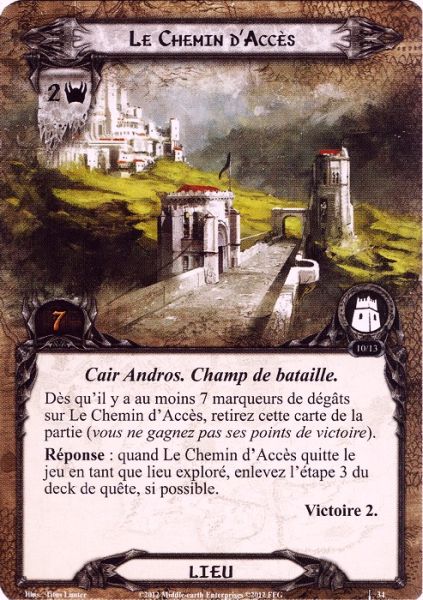 Le Chemin d'Accès
2
7
10/13
Cair Andros. Champ de bataille.
Dès qu'il y a au moins 7 marqueurs de dégâts
sur Le Chemin d'Accès, retirez cette carte de la
partie (vous ne gagnez pas ses points de victoire).
Réponse : quand Le Chemin d'Accès quitte le
jeu en tant que lieu exploré, enlevez l'étape 3 du
deck de quête, si possible.
Victoire 2.
LIEU
Illus. Titus Lunter ©2012 Middle-earth Enterprises ©2012 FFG 34